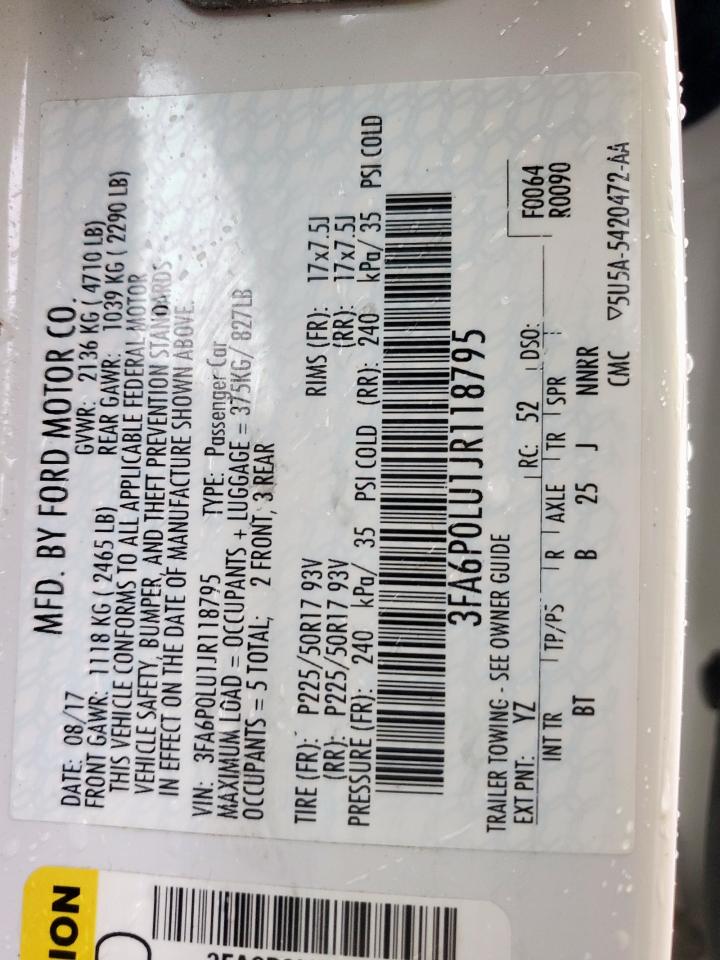 MFD. BY FORD MOTOR CO.
DATE: 08/17 GVWR: 2136 KG ( 4710 LB)
FRONT GAWR: 1118 KG ( 2465 LB) REAR GAWR: 1039 KG ( 2290 LB)
THIS VEHICLE CONFORMS TO ALL APPLICABLE FEDERAL MOTOR
VEHICLE SAFETY, BUMPER, AND THEFT PREVENTION STANDARDS
IN EFFECT ON THE DATE OF MANUFACTURE SHOWN ABOVE.
VIN: 3FA6P0LU1JR118795 TYPE: Passenger Car
MAXIMUM LOAD = OCCUPANTS + LUGGAGE = 375KG/ 827LB
OCCUPANTS = 5 TOTAL; 2 FRONT, 3 REAR
TIRE (FR): P225/50R17 93V RIMS (FR): 17x7.5J
(RR): P225/50R17 93V (RR): 17x7.5J
PRESSURE (FR): 240 kPa/ 35 PSI COLD (RR): 240 kPa/ 35 PSI COLD
3FA6P0LU1JR118795
TRAILER TOWING - SEE OWNER GUIDE F0064
EXT PNT: YZ RC: 52 DSO: R0090
INT TR TP/PS R AXLE TR SPR
BT B 25 J NNRR
CMC ▽5U5A-5420472-AA
ION